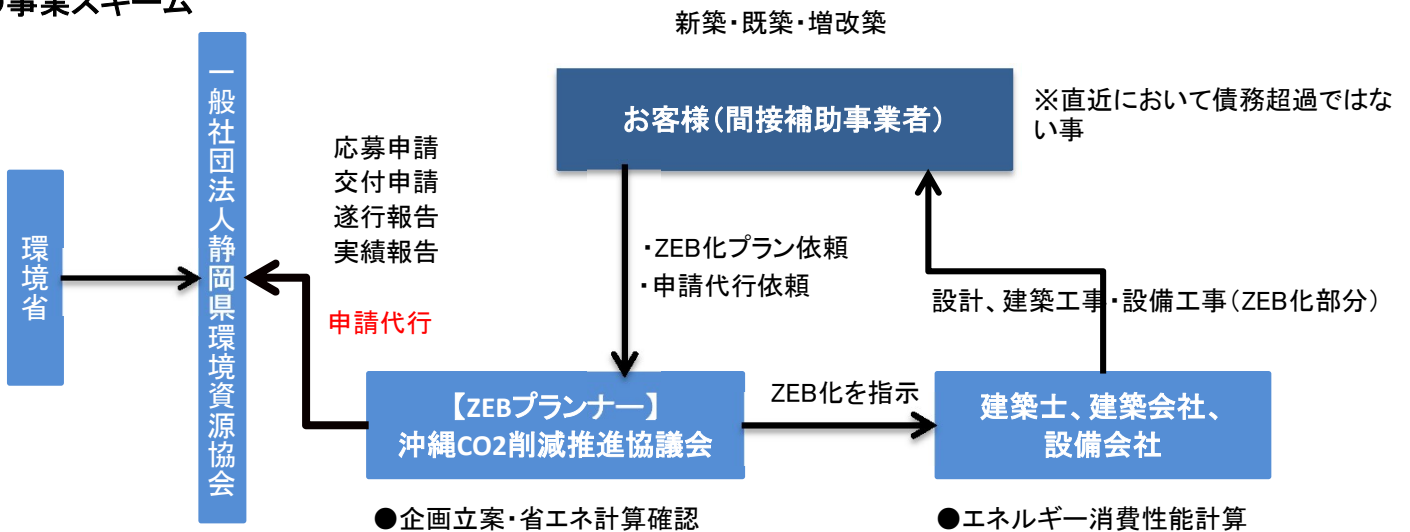 事業スキーム
新築・既築・増改築
お客様(間接補助事業者)
※直近において債務超過ではな
い事
環境省
一般社団法人静岡県環境資源協会
応募申請
交付申請
遂行報告
実績報告
申請代行
・ZEB化プラン依頼
・申請代行依頼
設計、建築工事・設備工事(ZEB化部分)
【ZEBプランナー】
沖縄CO2削減推進協議会
ZEB化を指示
建築士、建築会社、
設備会社
●企画立案・省エネ計算確認
●エネルギー消費性能計算